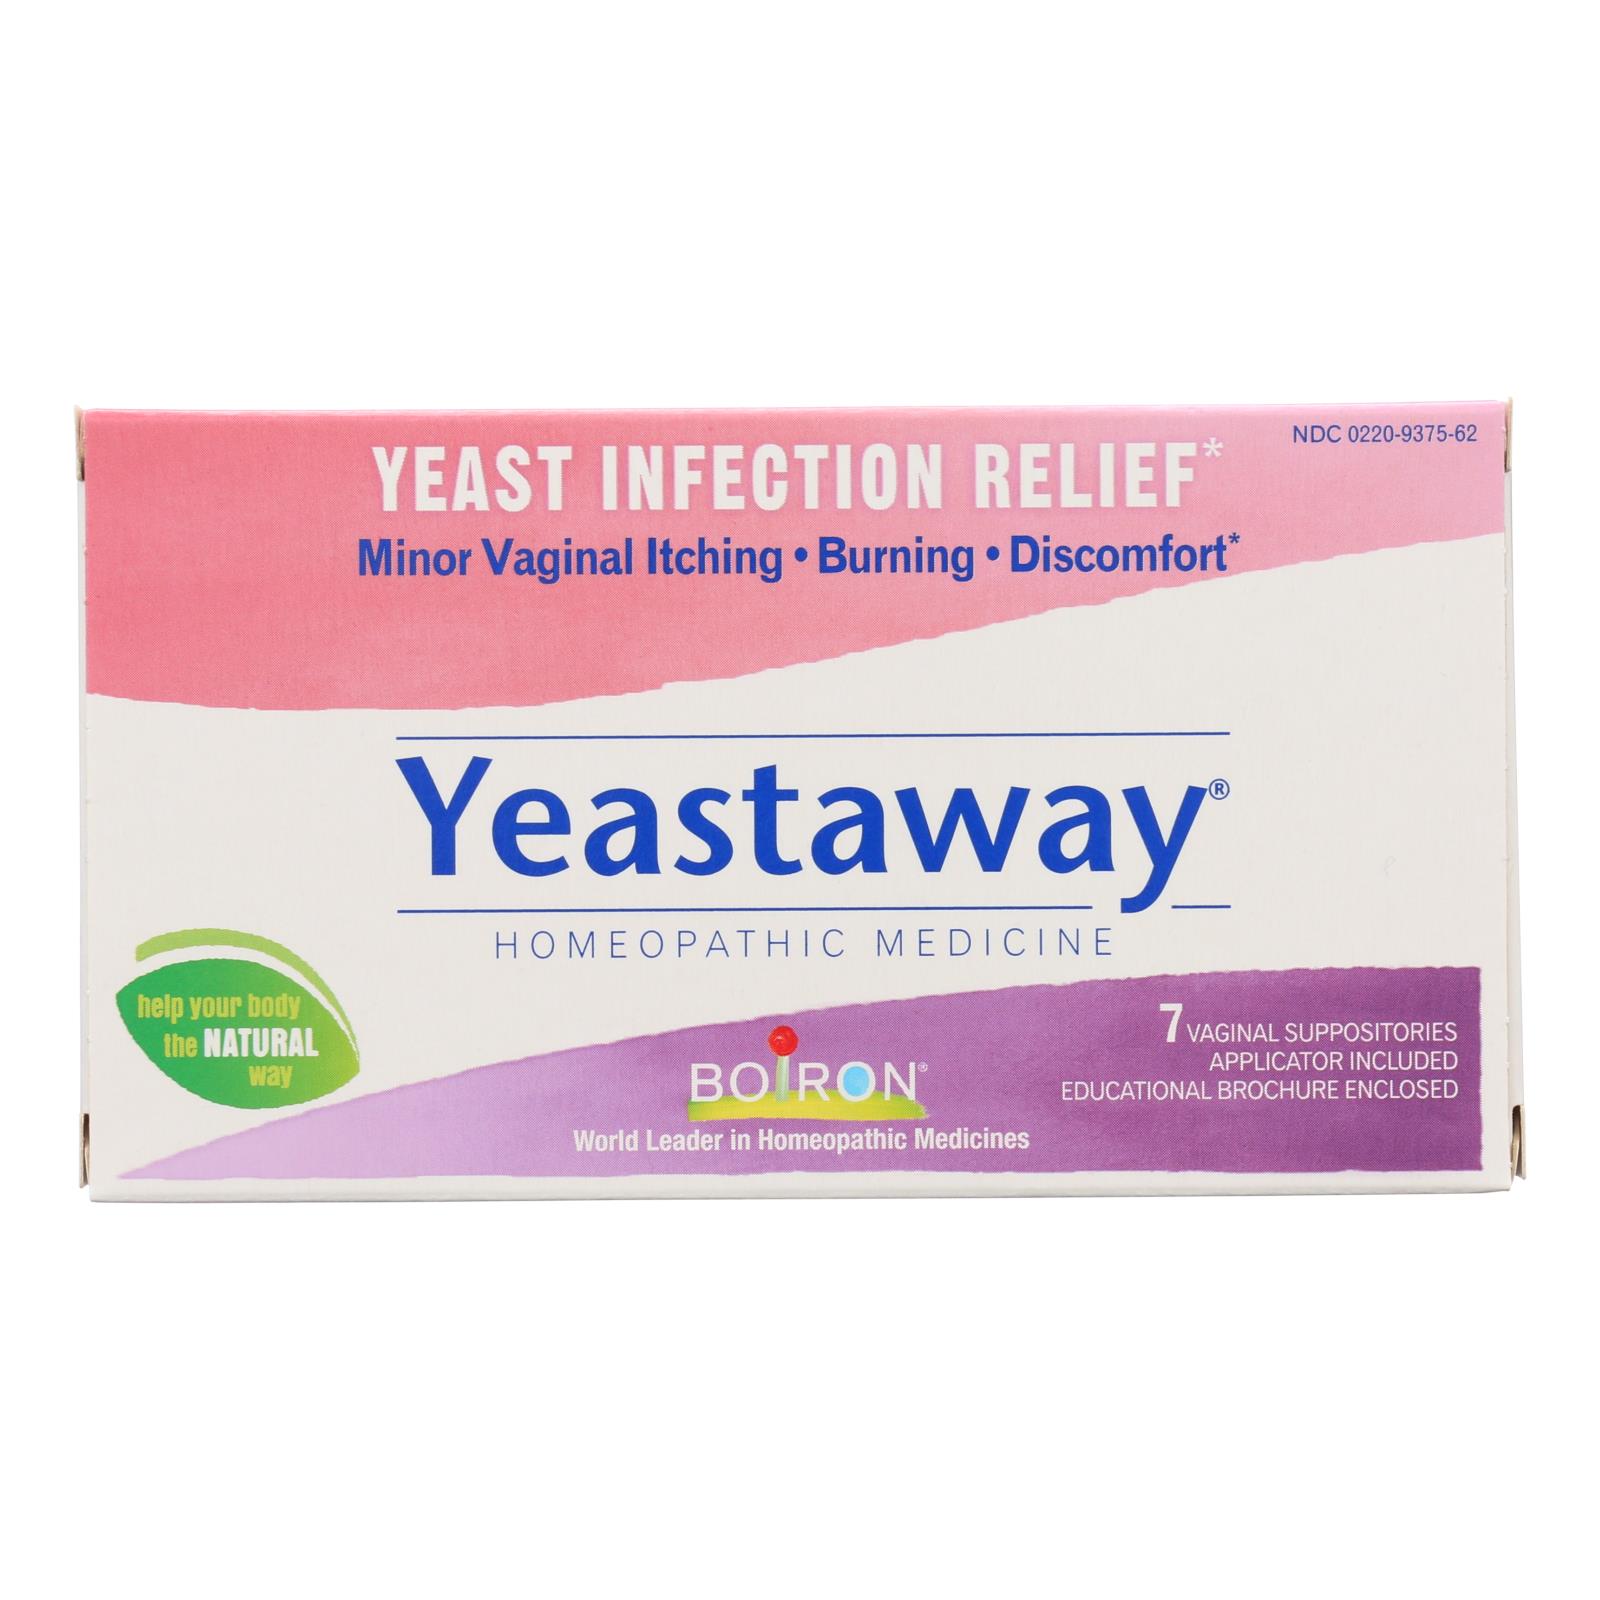 NDC 0220-9375-62
YEAST INFECTION RELIEF*
Minor Vaginal Itching • Burning • Discomfort*
Yeastaway®
HOMEOPATHIC MEDICINE
help your body
the NATURAL
way
BOIRON®
World Leader in Homeopathic Medicines
7 VAGINAL SUPPOSITORIES
APPLICATOR INCLUDED
EDUCATIONAL BROCHURE ENCLOSED